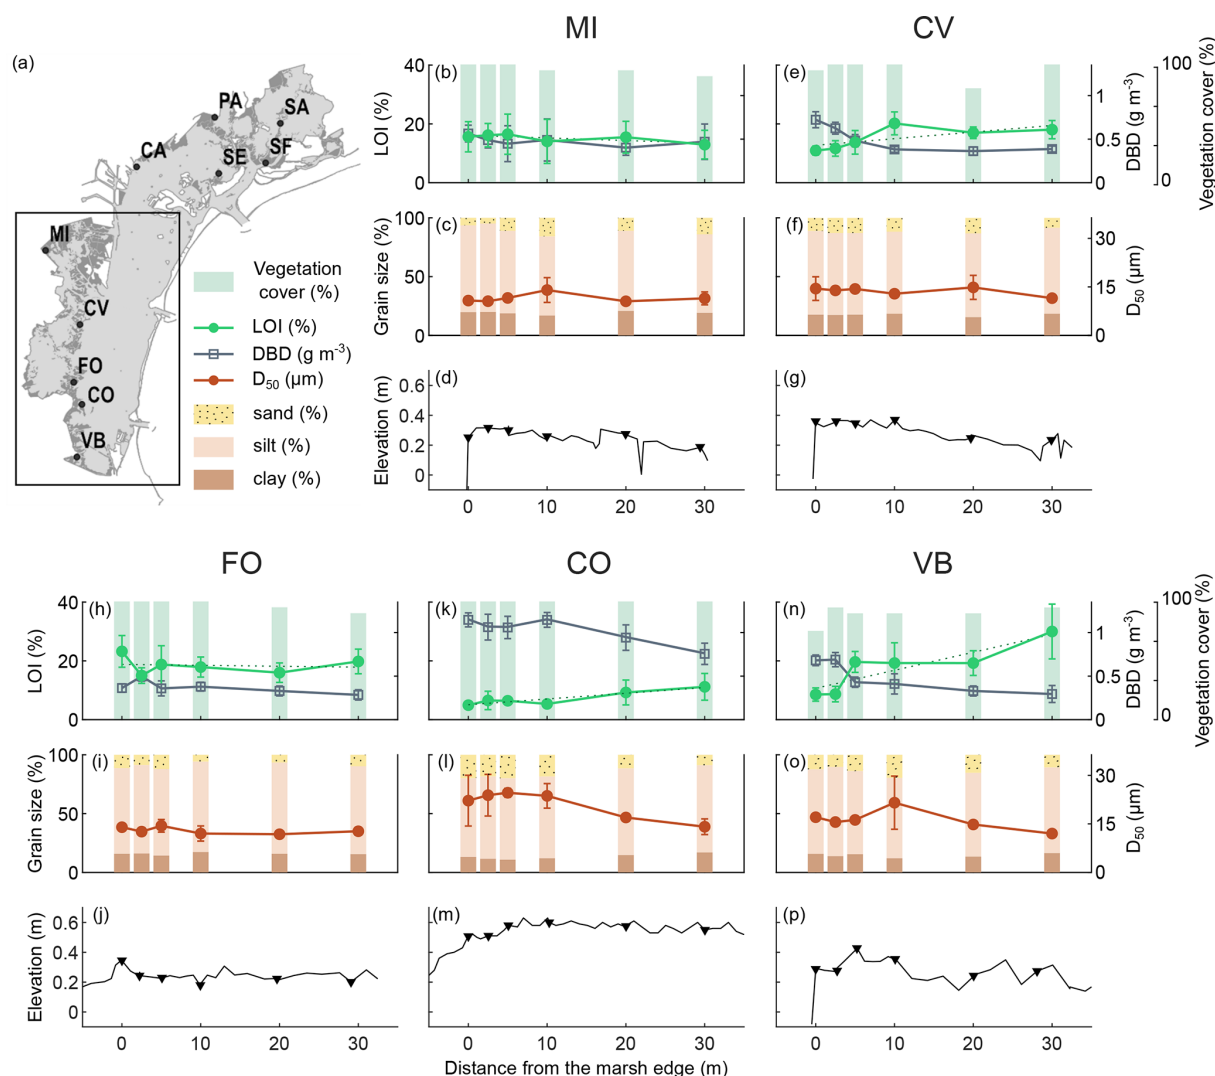 MI
CV
(a)
PA
SA
CA
SE
SF
MI
CV
FO
CO
VB
Vegetation
cover (%)
LOI (%)
DBD (g m⁻³)
D₅₀ (µm)
sand (%)
silt (%)
clay (%)
(b)
40
20
0
LOI (%)
(e)
1
0.5
0
DBD (g m⁻³)
100
0
Vegetation cover (%)
(c)
100
50
0
Grain size (%)
(f)
30
15
0
D₅₀ (µm)
(d)
0.6
0.4
0.2
0
Elevation (m)
0 10 20 30
(g)
0 10 20 30
FO
CO
VB
(h)
40
20
0
LOI (%)
(k)
(n)
1
0.5
0
DBD (g m⁻³)
100
0
Vegetation cover (%)
(i)
100
50
0
Grain size (%)
(l)
(o)
30
15
0
D₅₀ (µm)
(j)
0.6
0.4
0.2
0
Elevation (m)
(m)
(p)
0 10 20 30
0 10 20 30
0 10 20 30
Distance from the marsh edge (m)